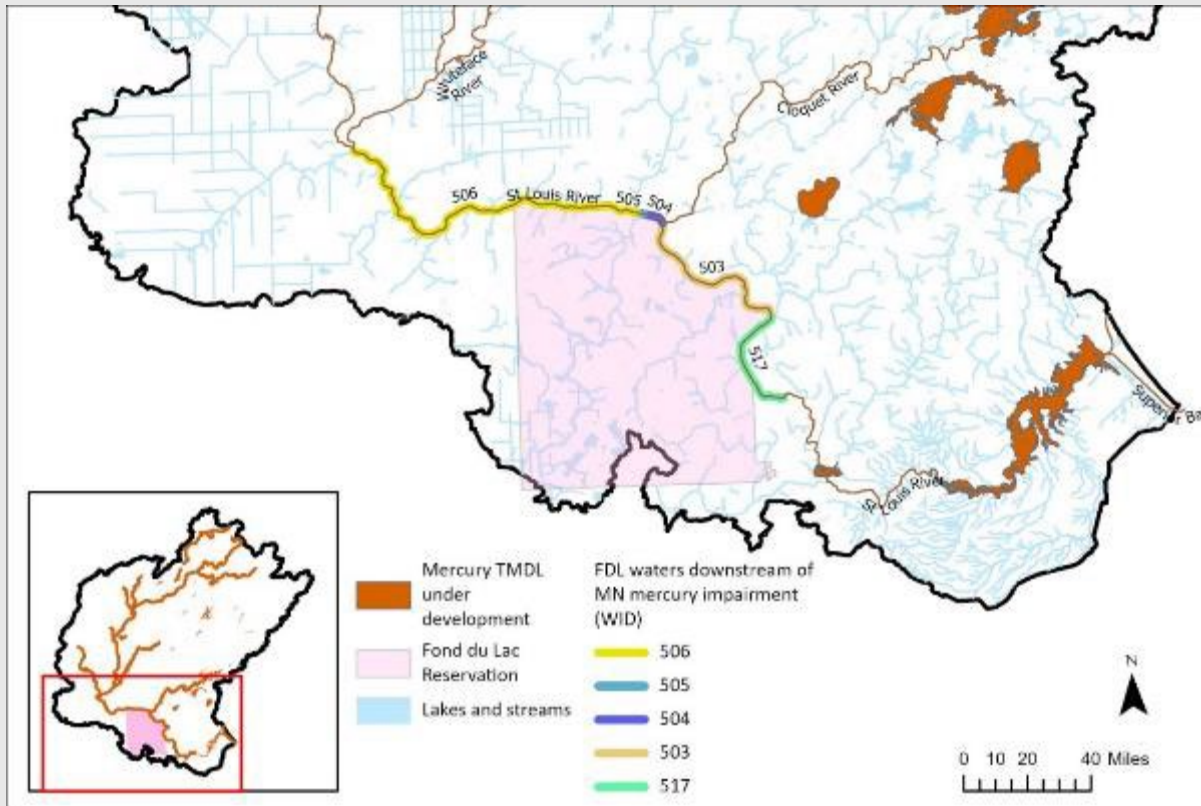 Whiteface
River
Cloquet River
506
St Louis River
505
504
503
517
Superior Ba
St Louis River
Mercury TMDL
under
development
Fond du Lac
Reservation
Lakes and streams
FDL waters downstream of
MN mercury impairment
(WID)
506
505
504
503
517
N
0 10 20 40 Miles